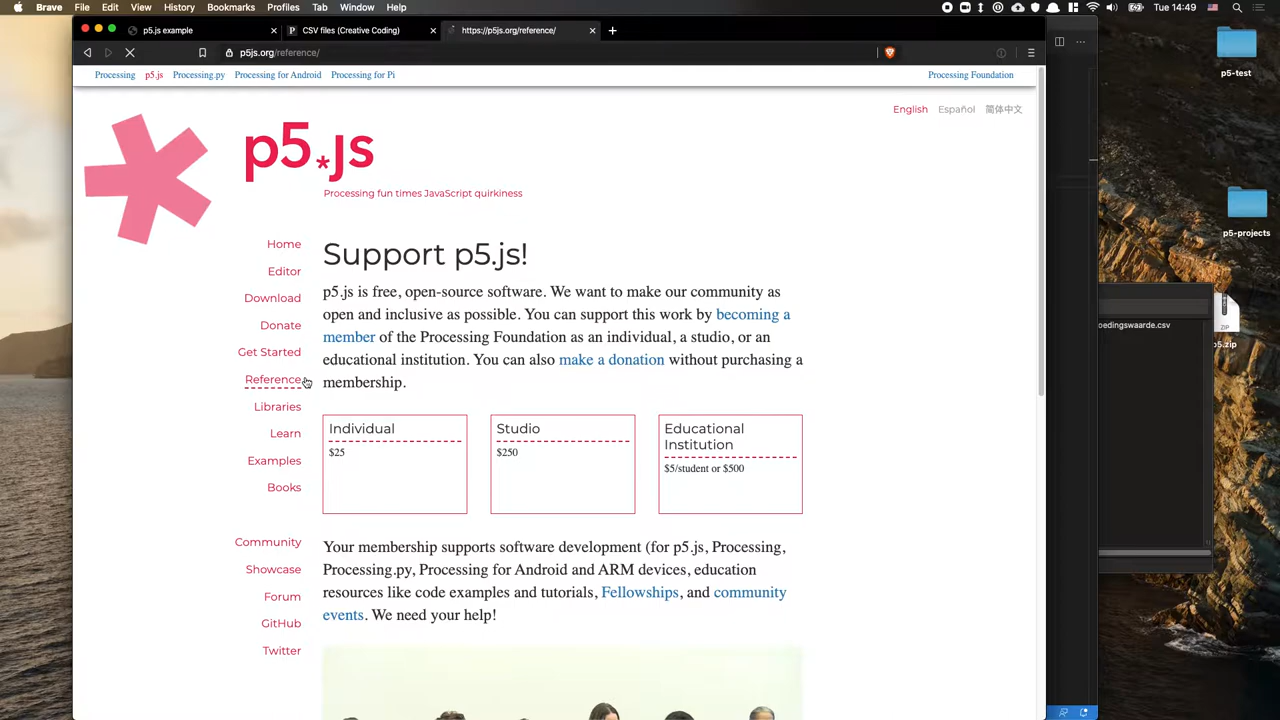 Browser File Edit View History Bookmarks People Tab Window Help
Tue 14:49
p5.js example
CSV files (Creative Coding)
https://p5js.org/reference/
p5js.org/reference/
Processing p5.js Processing.py Processing for Android Processing for Pi Processing Foundation
English Español 简体中文
p5*js
Processing fun times JavaScript quirkiness
Home
Editor
Download
Donate
Get Started
Reference
Libraries
Learn
Examples
Books
Community
Showcase
Forum
GitHub
Twitter
Support p5.js!
p5.js is free, open-source software. We want to make our community as
open and inclusive as possible. You can support this work by becoming a
member of the Processing Foundation as an individual, a studio, or an
educational institution. You can also make a donation without purchasing a
membership.
Individual
$25
Studio
$250
Educational
Institution
$5/student or $500
Your membership supports software development (for p5.js, Processing,
Processing.py, Processing for Android and ARM devices, education
resources like code examples and tutorials, Fellowships, and community
events. We need your help!
p5-test
p5-projects
oedingswaarde.csv
ZIP
p5.zip